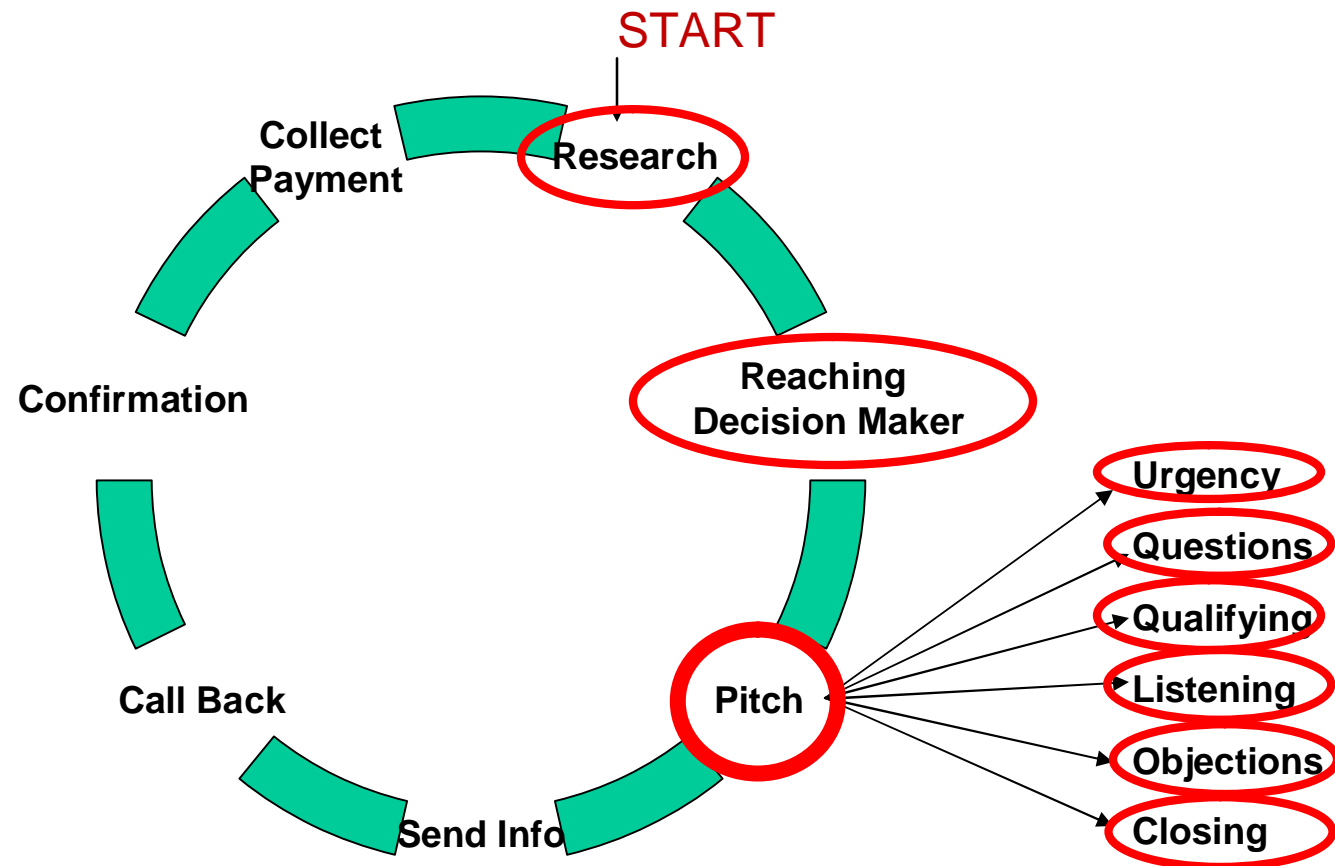 START
Research
Reaching
Decision Maker
Pitch
Urgency
Questions
Qualifying
Listening
Objections
Closing
Send Info
Call Back
Confirmation
Collect
Payment